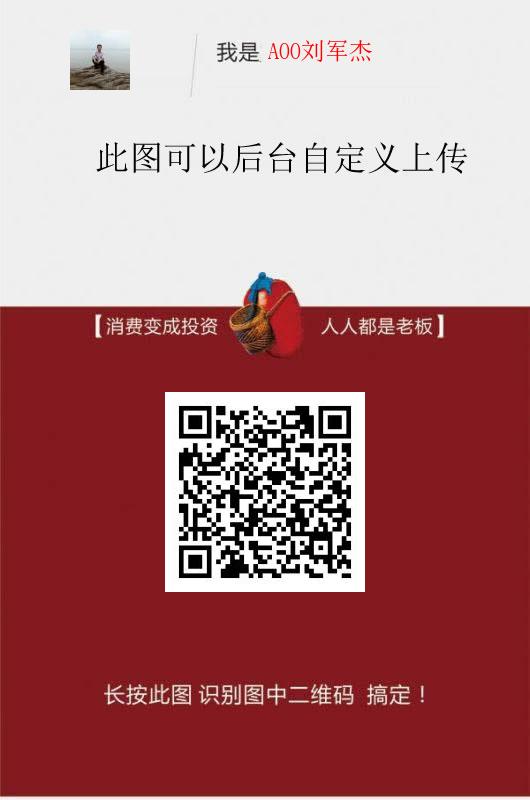 我是 A00刘军杰
此图可以后台自定义上传
【消费变成投资 人人都是老板】
长按此图 识别图中二维码 搞定！